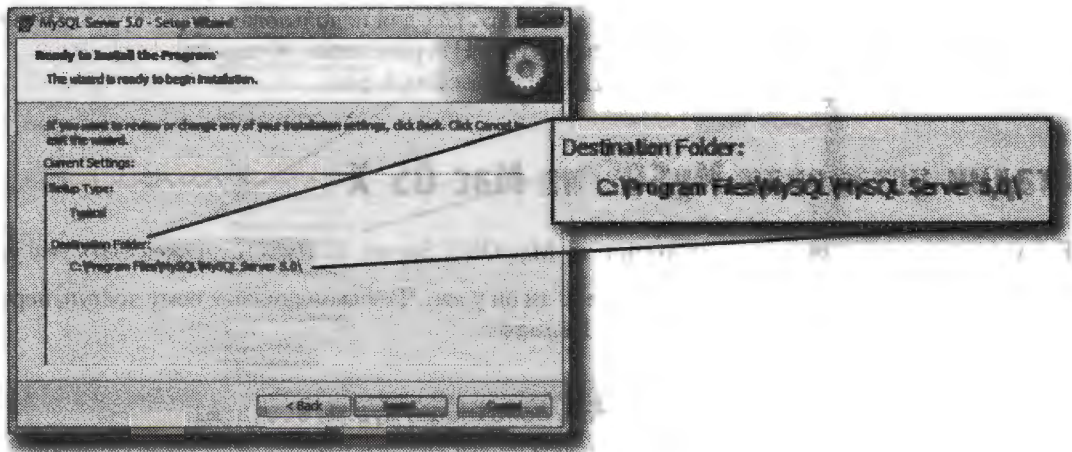 MySQL Server 5.0 - Setup Wizard
Ready to Install the Program
The wizard is ready to begin installation.
If you want to review or change any of your installation settings, click Back. Click Cancel to
exit the wizard.
Current Settings:
Setup Type:
Typical
Destination Folder:
C:\Program Files\MySQL\MySQL Server 5.0\
< Back
Install
Cancel
Destination Folder:
C:\Program Files\MySQL\MySQL Server 5.0\